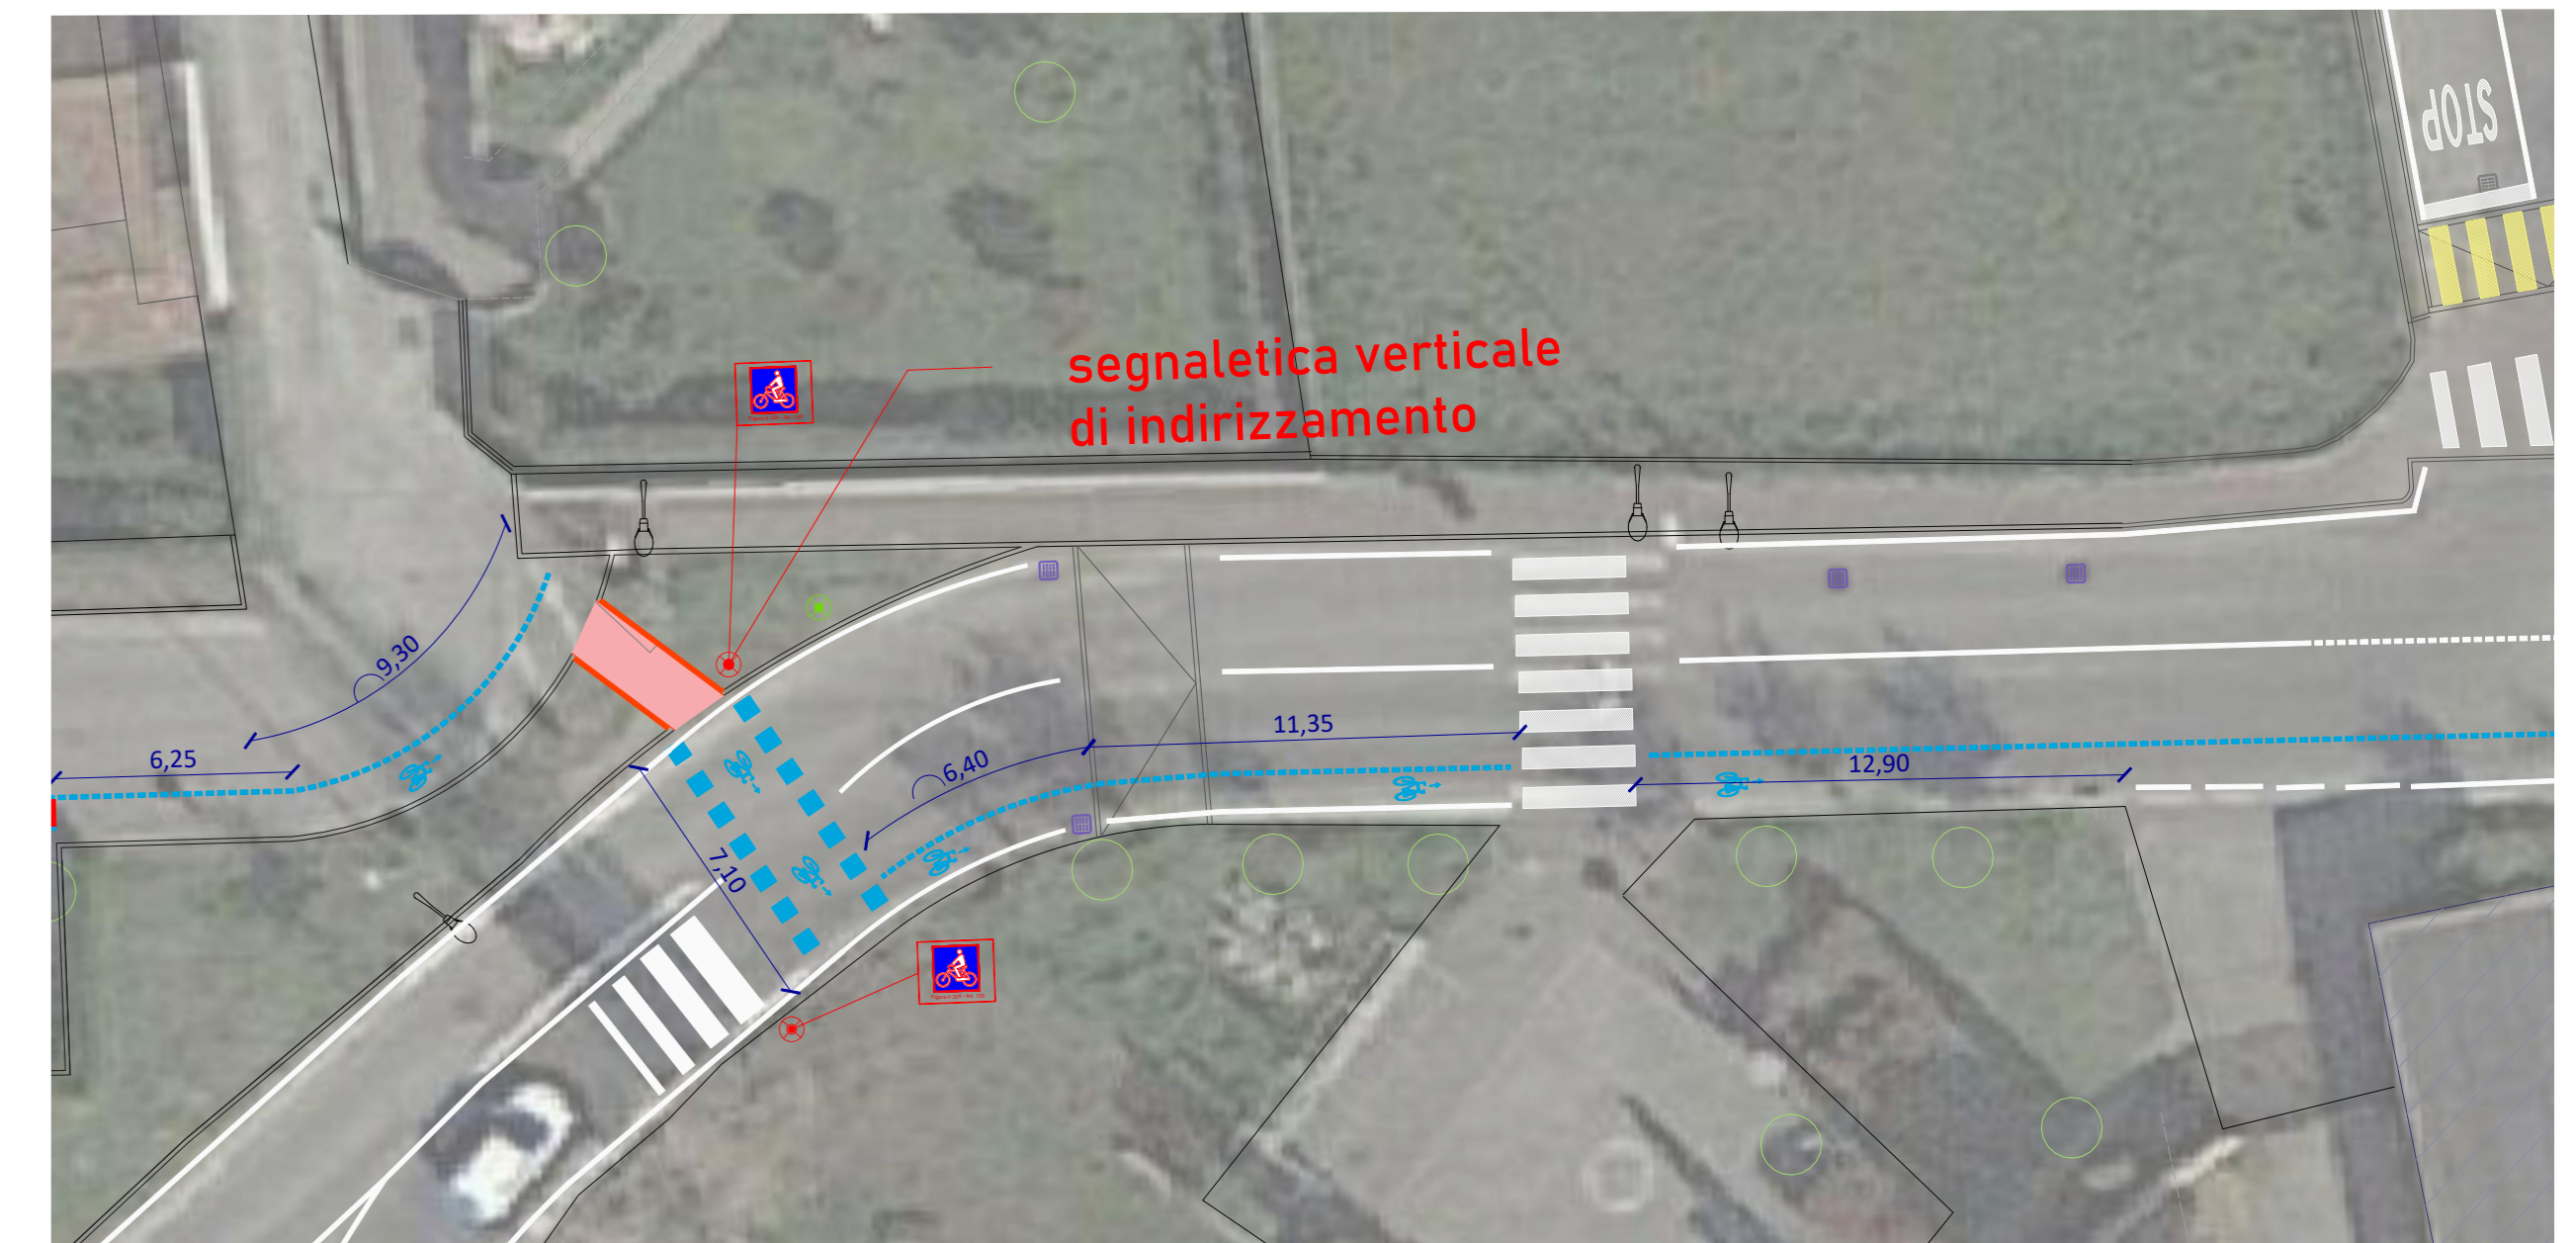 STOP
segnaletica verticale
di indirizzamento
9,30
6,25
11,35
6,40
12,90
7,10